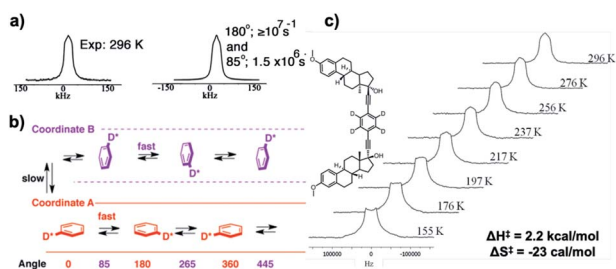 a)
Exp: 296 K
150
150
kHz
180°; ≥10⁷
s⁻¹
and
85°; 1.5 x10⁶
s⁻¹
-150
150
kHz
b)
Coordinate B
D*
fast
D*
D*
slow
Coordinate A
fast
D*
D*
D*
Angle
0
85
180
265
360
445
c)
O
H
H
H
OH
D
D
D
D
OH
H
H
H
O
296 K
276 K
256 K
237 K
217 K
197 K
176 K
155 K
100000
0
-100000
Hz
ΔH‡ = 2.2 kcal/mol
ΔS‡ = -23 cal/mol